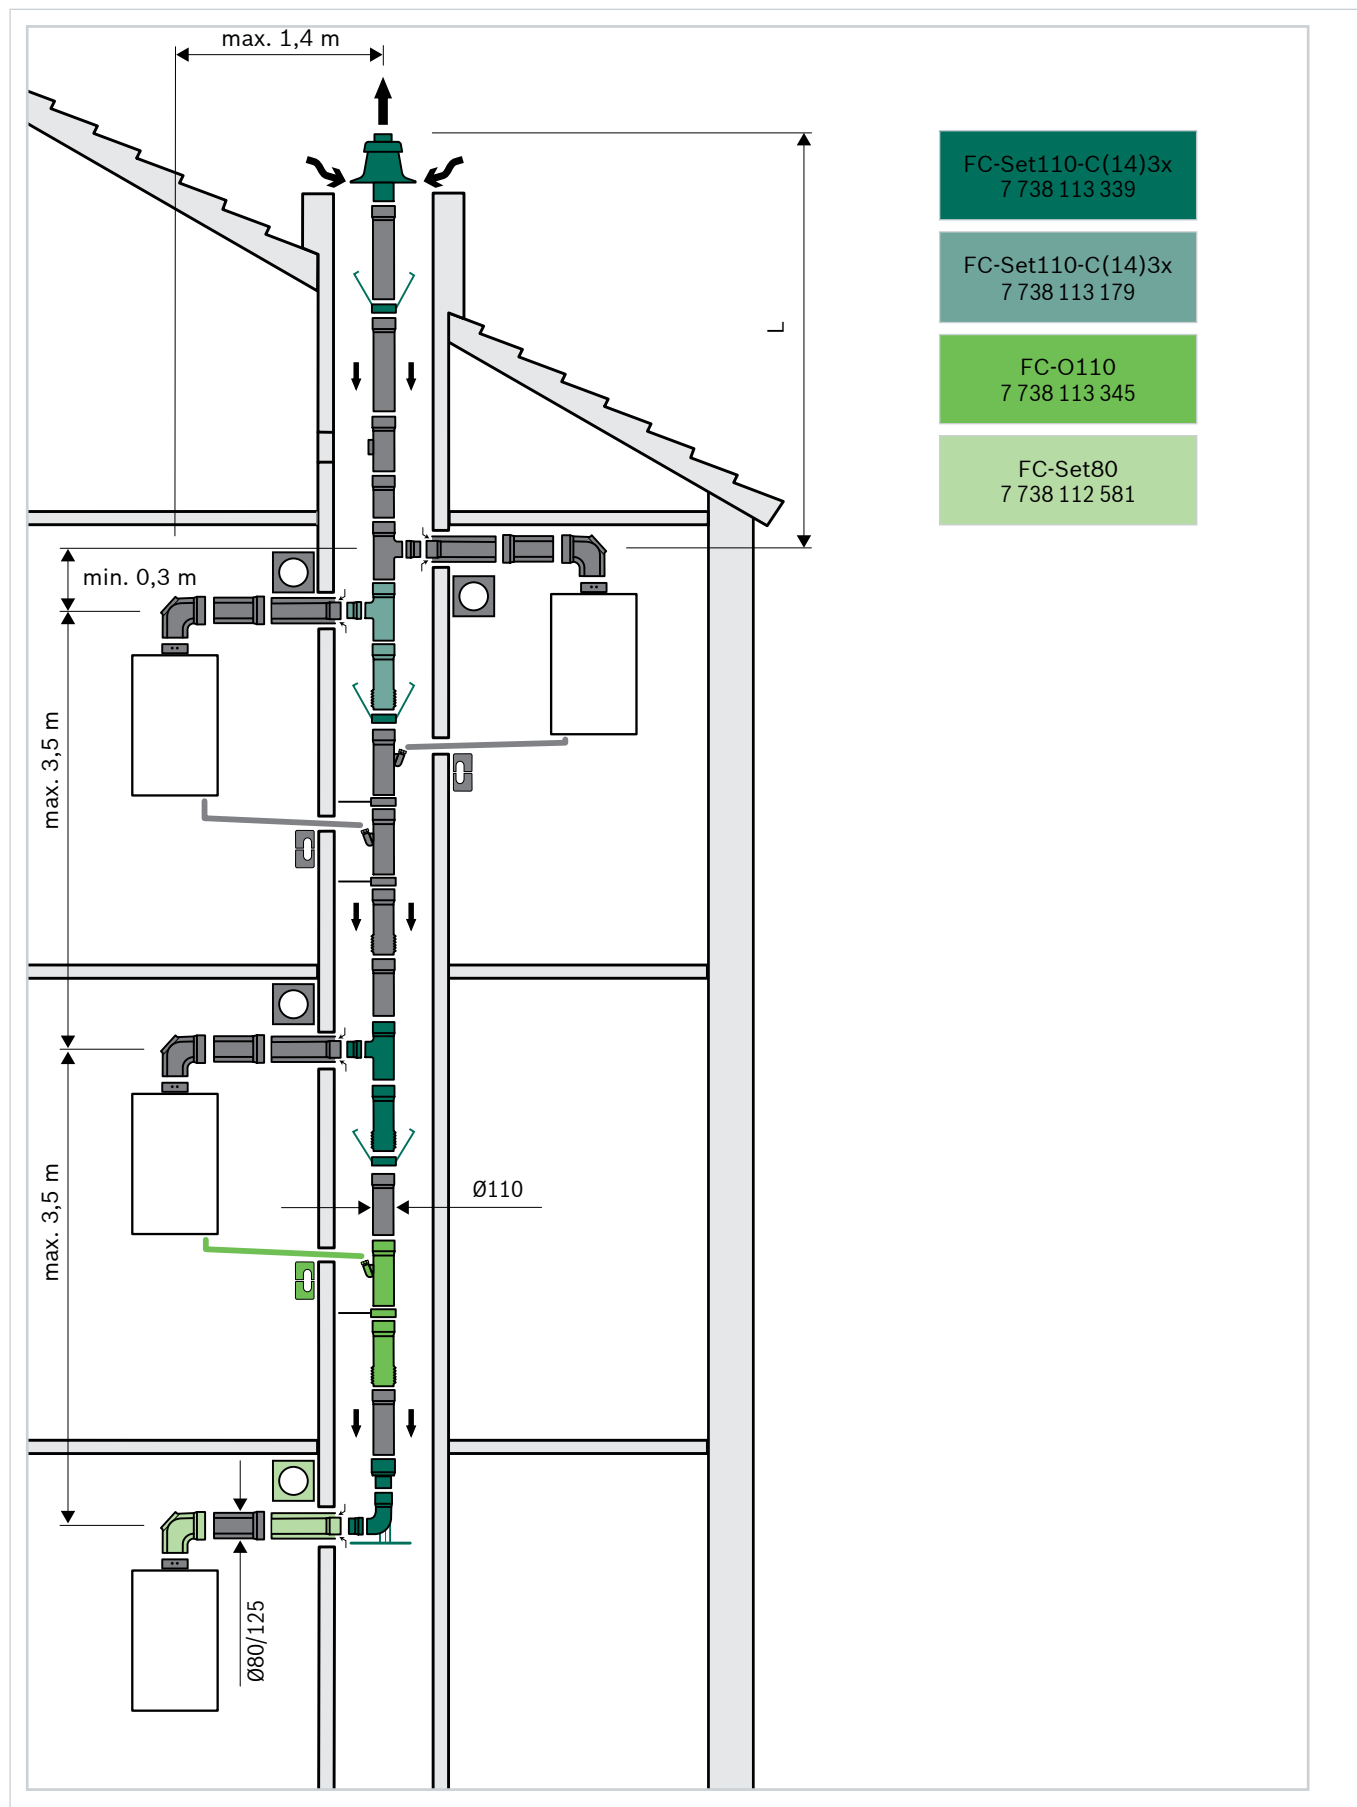 max. 1,4 m
FC-Set110-C(14)3x
7 738 113 339
FC-Set110-C(14)3x
7 738 113 179
L
FC-O110
7 738 113 345
FC-Set80
7 738 112 581
min. 0,3 m
max. 3,5 m
Ø110
max. 3,5 m
Ø80/125